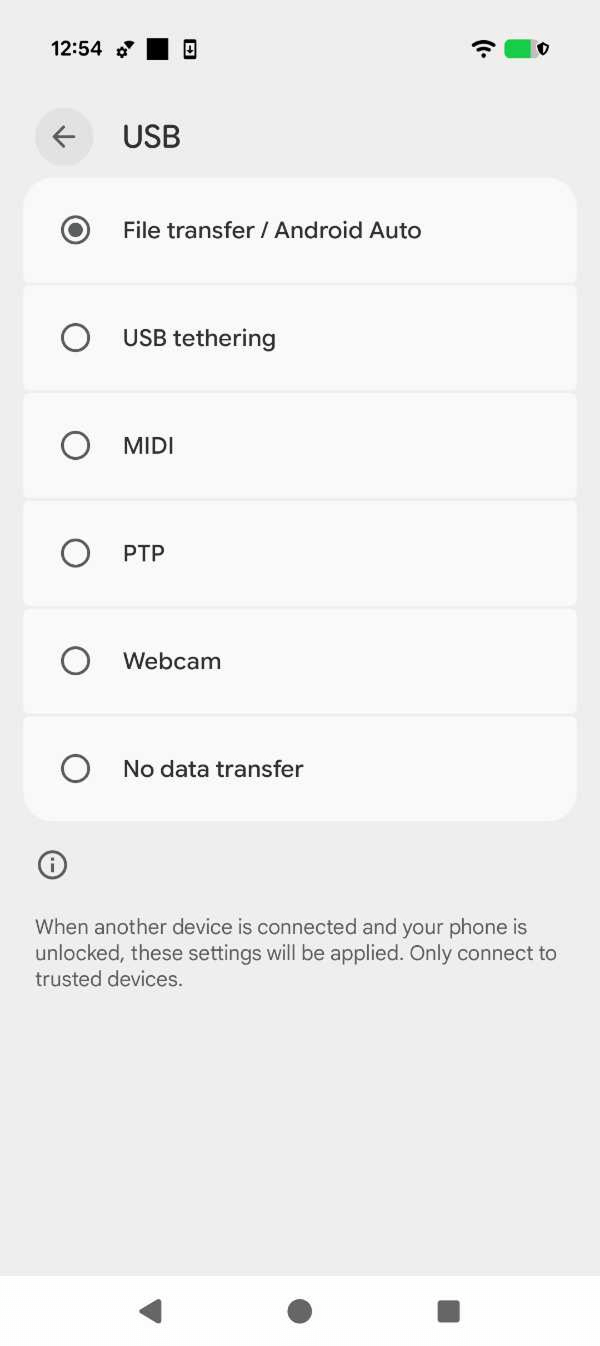 12:54
USB
File transfer / Android Auto
USB tethering
MIDI
PTP
Webcam
No data transfer
When another device is connected and your phone is
unlocked, these settings will be applied. Only connect to
trusted devices.